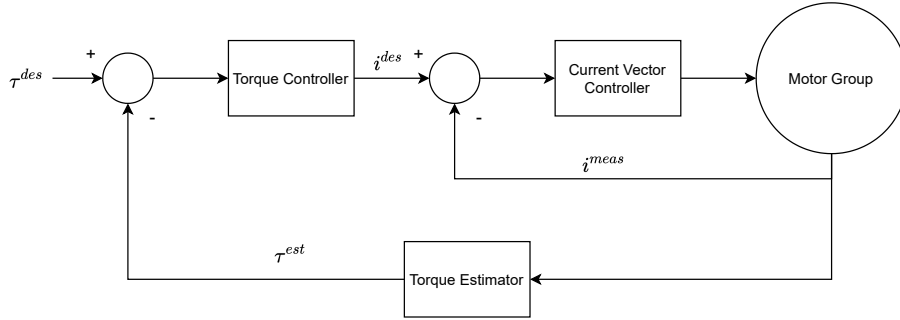 +
τ^{des}
-
Torque Controller
i^{des}
+
-
Current Vector
Controller
Motor Group
i^{meas}
τ^{est}
Torque Estimator